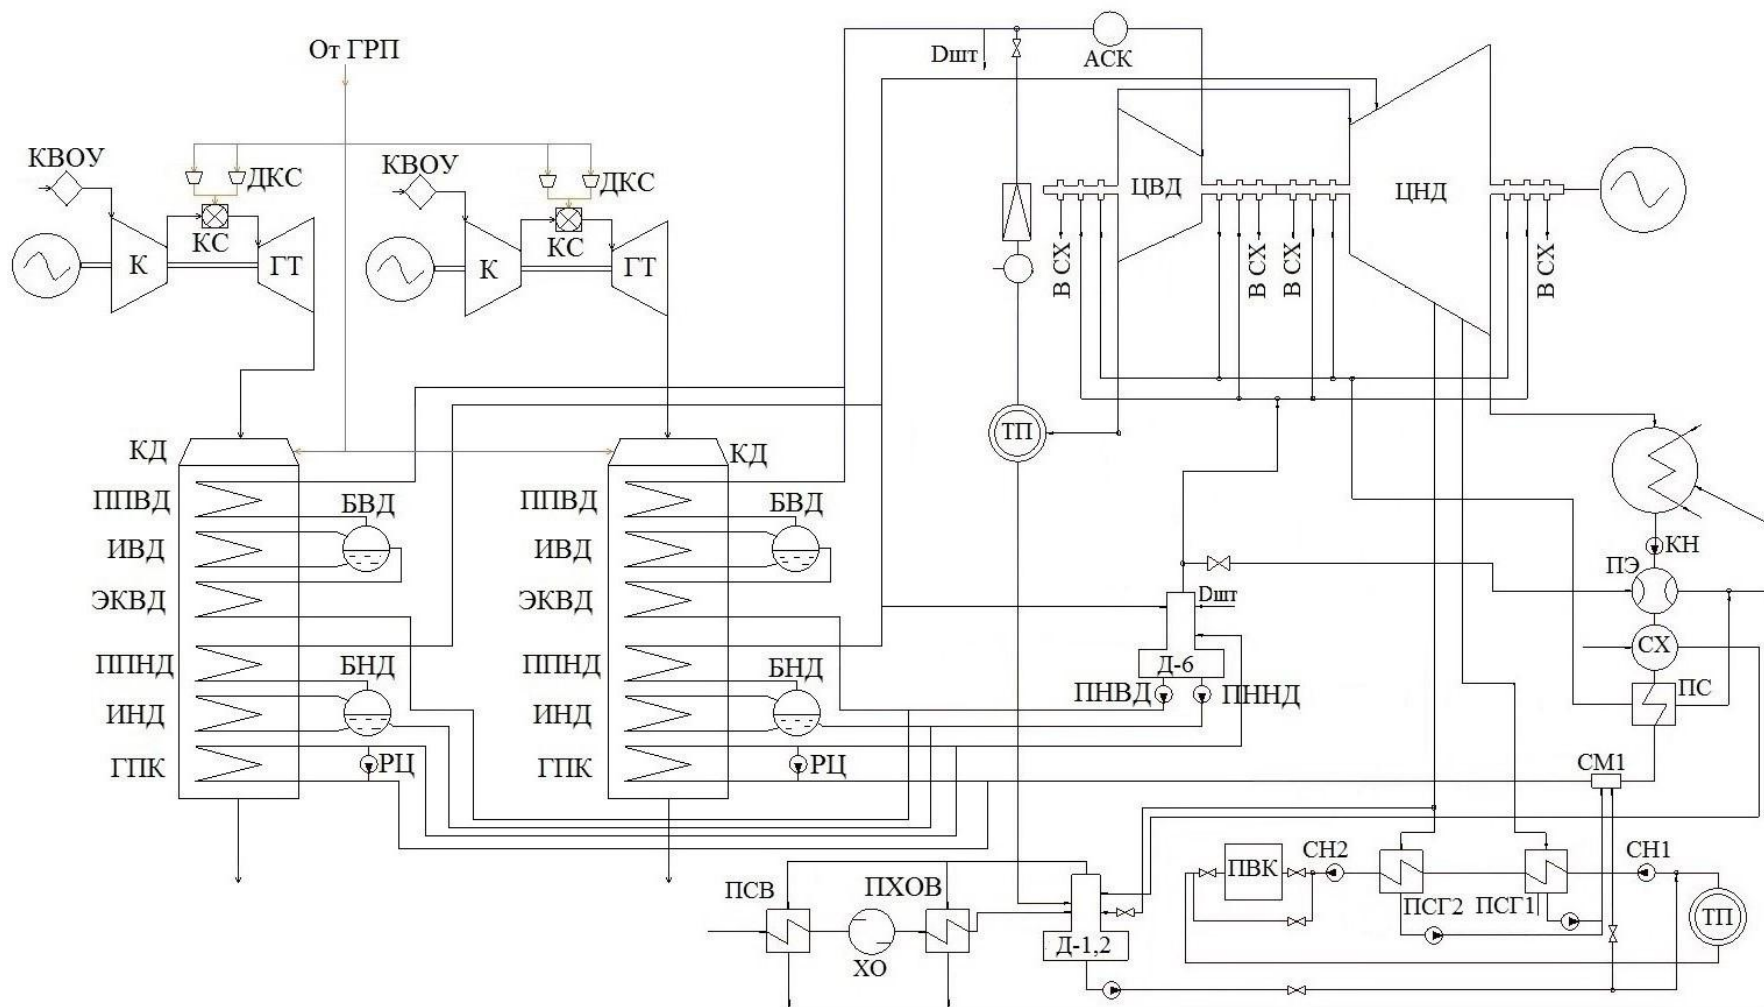 От ГРП
Dшт
АСК
КВОУ
ДКС
КВОУ
ДКС
КС
КС
К
ГТ
К
ГТ
ЦВД
ЦНД
В СХ
В СХ
В СХ
В СХ
ТП
КД
КД
ППВД
БВД
ППВД
БВД
ИВД
ИВД
КН
ПЭ
ЭКВД
ЭКВД
Dшт
СХ
ППНД
БНД
ППНД
БНД
Д-6
ПНВД
ПННД
ПС
ИНД
ИНД
ГПК
РЦ
ГПК
РЦ
СМ1
ПСВ
ПХОВ
ПВК
СН2
СН1
ПСГ2
ПСГ1
ТП
ХО
Д-1,2